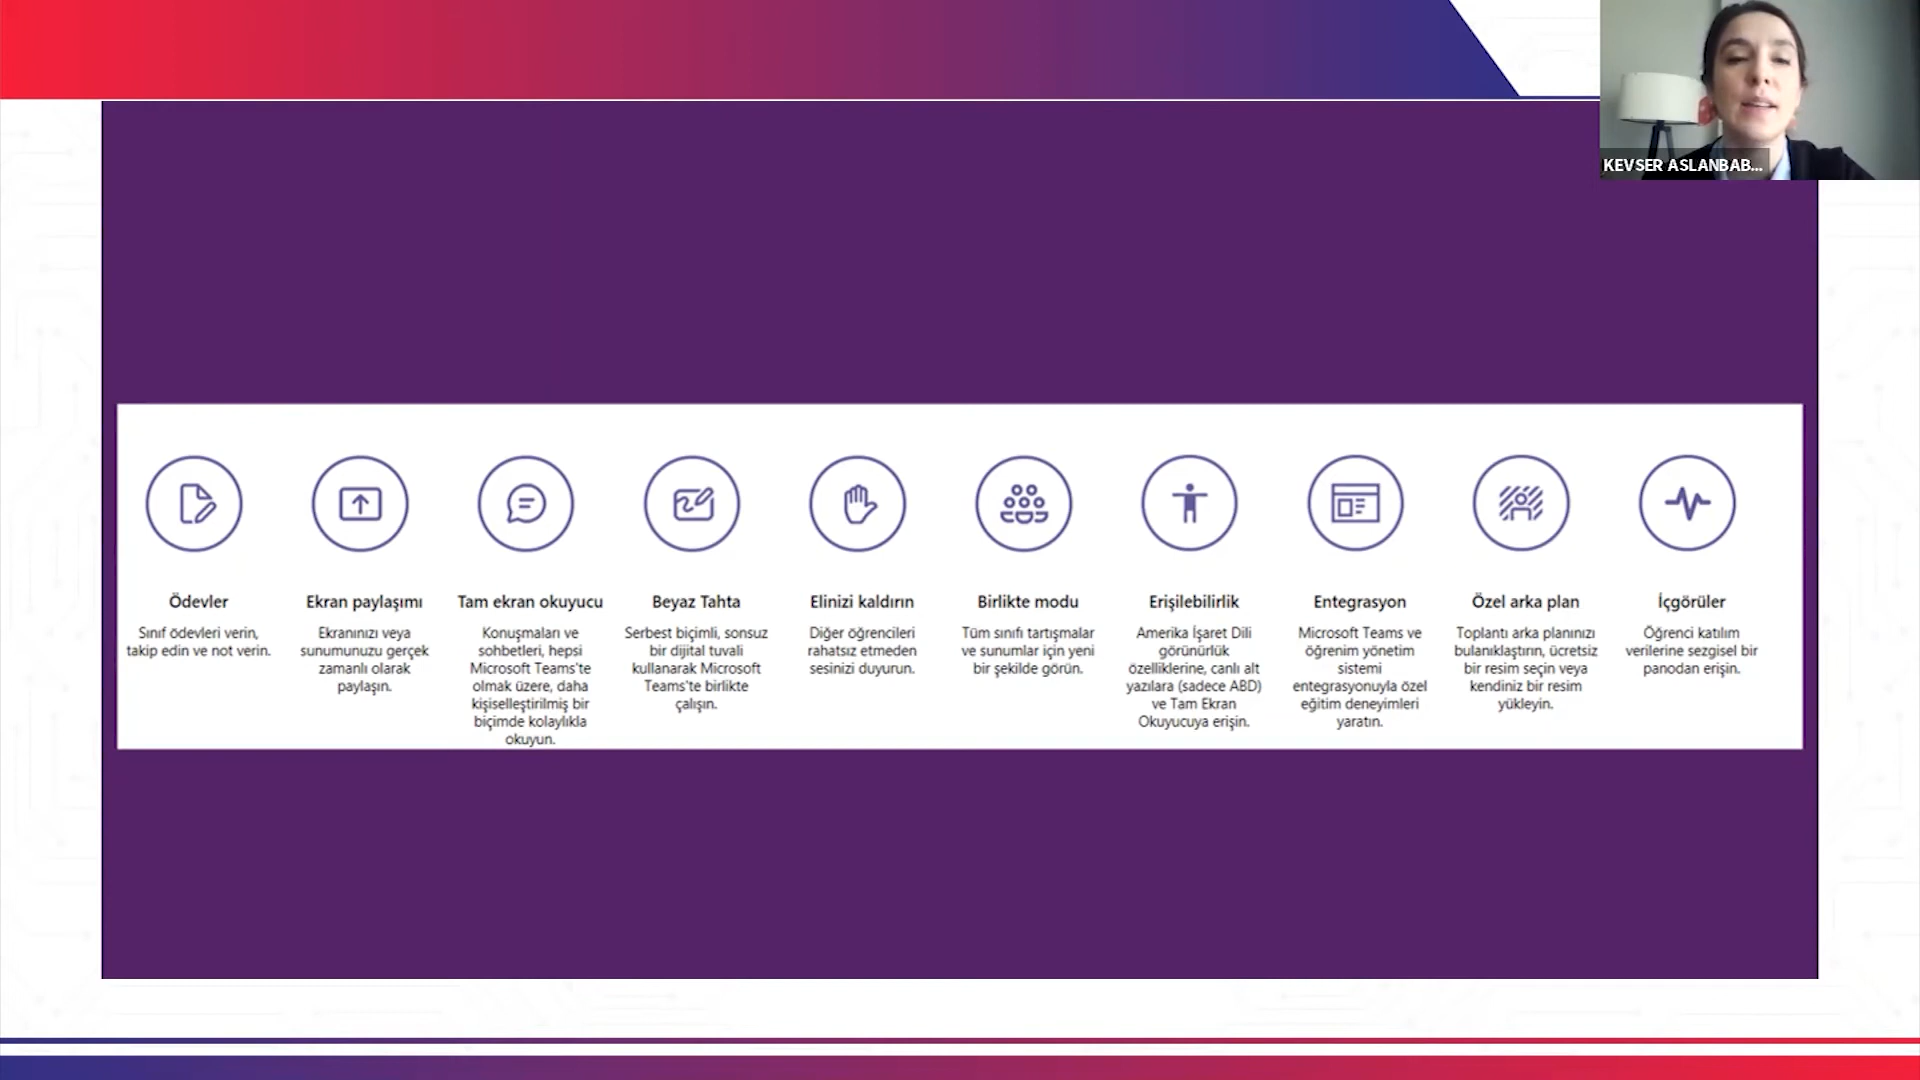 KEVSER ASLANBAB...
Ödevler
Sınıf ödevleri verin,
takip edin ve not verin.
Ekran paylaşımı
Ekranınızı veya
sunumunuzu gerçek
zamanlı olarak
paylaşın.
Tam ekran okuyucu
Konuşmaları ve
sohbetleri, hepsi
Microsoft Teams'te
olmak üzere, daha
kişiselleştirilmiş bir
biçimde kolaylıkla
okuyun.
Beyaz Tahta
Serbest biçimli, sonsuz
bir dijital tuvali
kullanarak Microsoft
Teams'te birlikte
çalışın.
Elinizi kaldırın
Diğer öğrencileri
rahatsız etmeden
sesinizi duyurun.
Birlikte modu
Tüm sınıfı tartışmalar
ve sunumlar için yeni
bir şekilde görün.
Erişilebilirlik
Amerika İşaret Dili
görünürlük
özelliklerine, canlı alt
yazılara (sadece ABD)
ve Tam Ekran
Okuyucuya erişin.
Entegrasyon
Microsoft Teams ve
öğrenim yönetim
sistemi
entegrasyonuyla özel
eğitim deneyimleri
yaratın.
Özel arka plan
Toplantı arka planınızı
bulanıklaştırın, ücretsiz
bir resim seçin veya
kendiniz bir resim
yükleyin.
İçgörüler
Öğrenci katılım
verilerine sezgisel bir
panodan erişin.